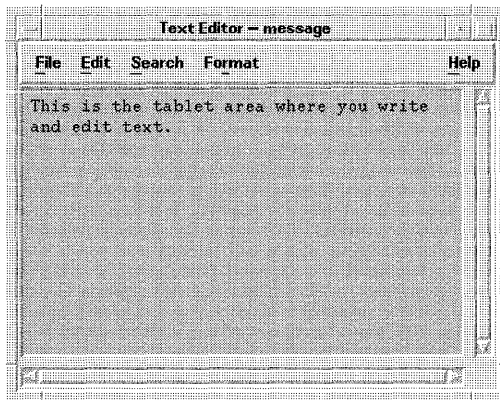 Text Editor — message
File Edit Search Format Help
This is the tablet area where you write
and edit text.